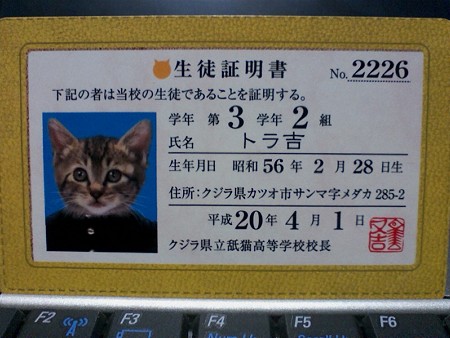 生徒証明書 No. 2226
下記の者は当校の生徒であることを証明する。
学年 第 3 学年 2 組
氏名 トラ吉
生年月日 昭和 56 年 2 月 28 日生
住所:クジラ県カツオ市サンマ字メダカ 285-2
平成 20 年 4 月 1 日
クジラ県立舐猫高等学校校長
F2 F3 F4 F5 F6